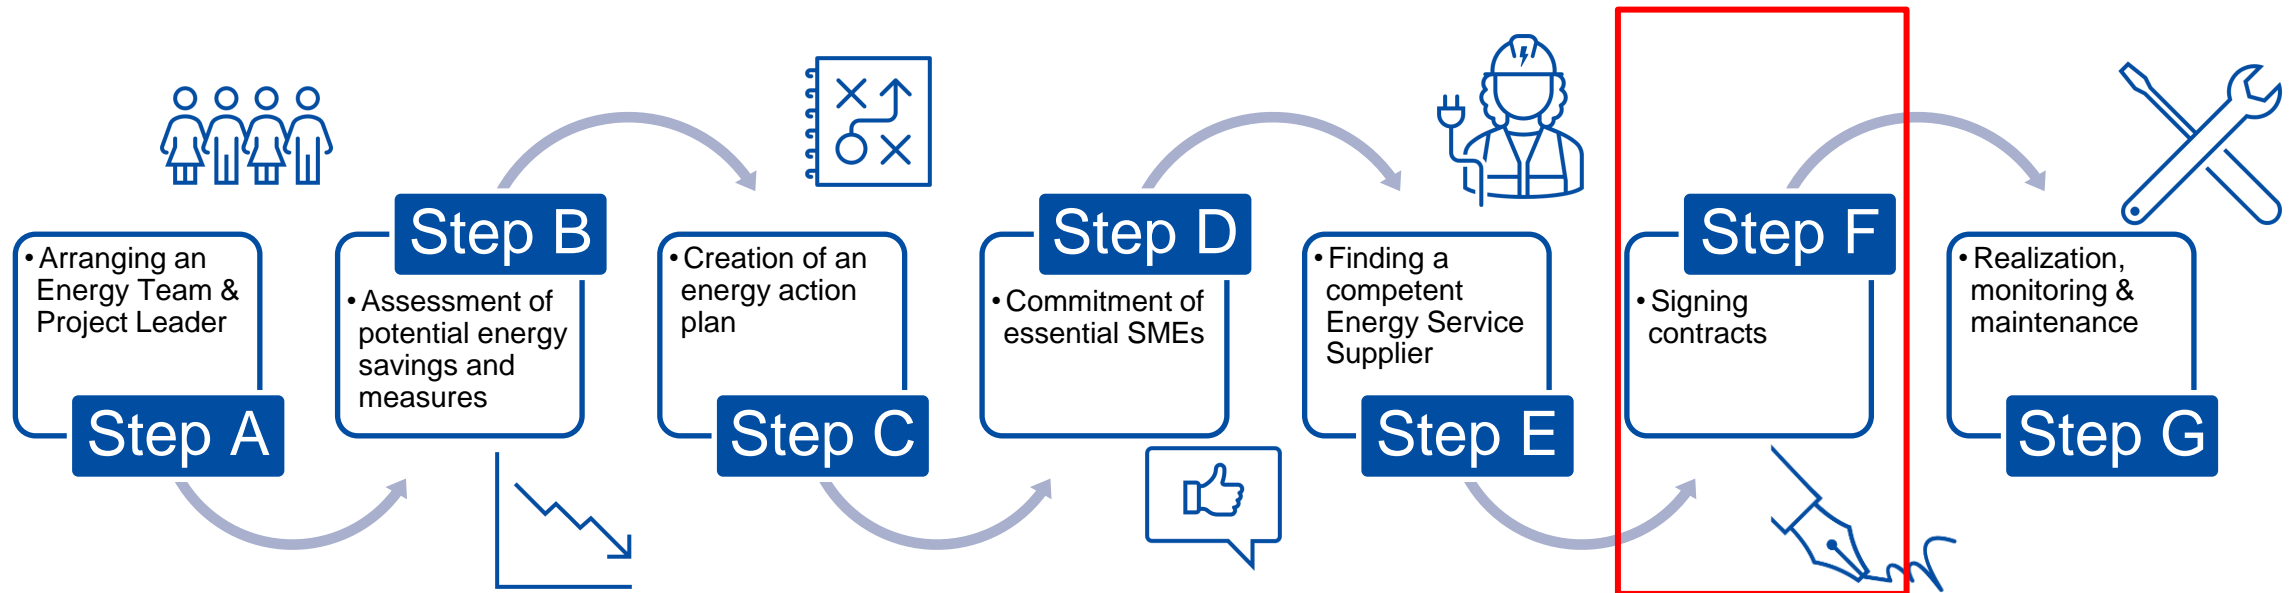 • Arranging an
Energy Team &
Project Leader
Step A
Step B
• Assessment of
potential energy
savings and
measures
• Creation of an
energy action
plan
Step C
Step D
• Commitment of
essential SMEs
• Finding a
competent
Energy Service
Supplier
Step E
Step F
• Signing
contracts
• Realization,
monitoring &
maintenance
Step G